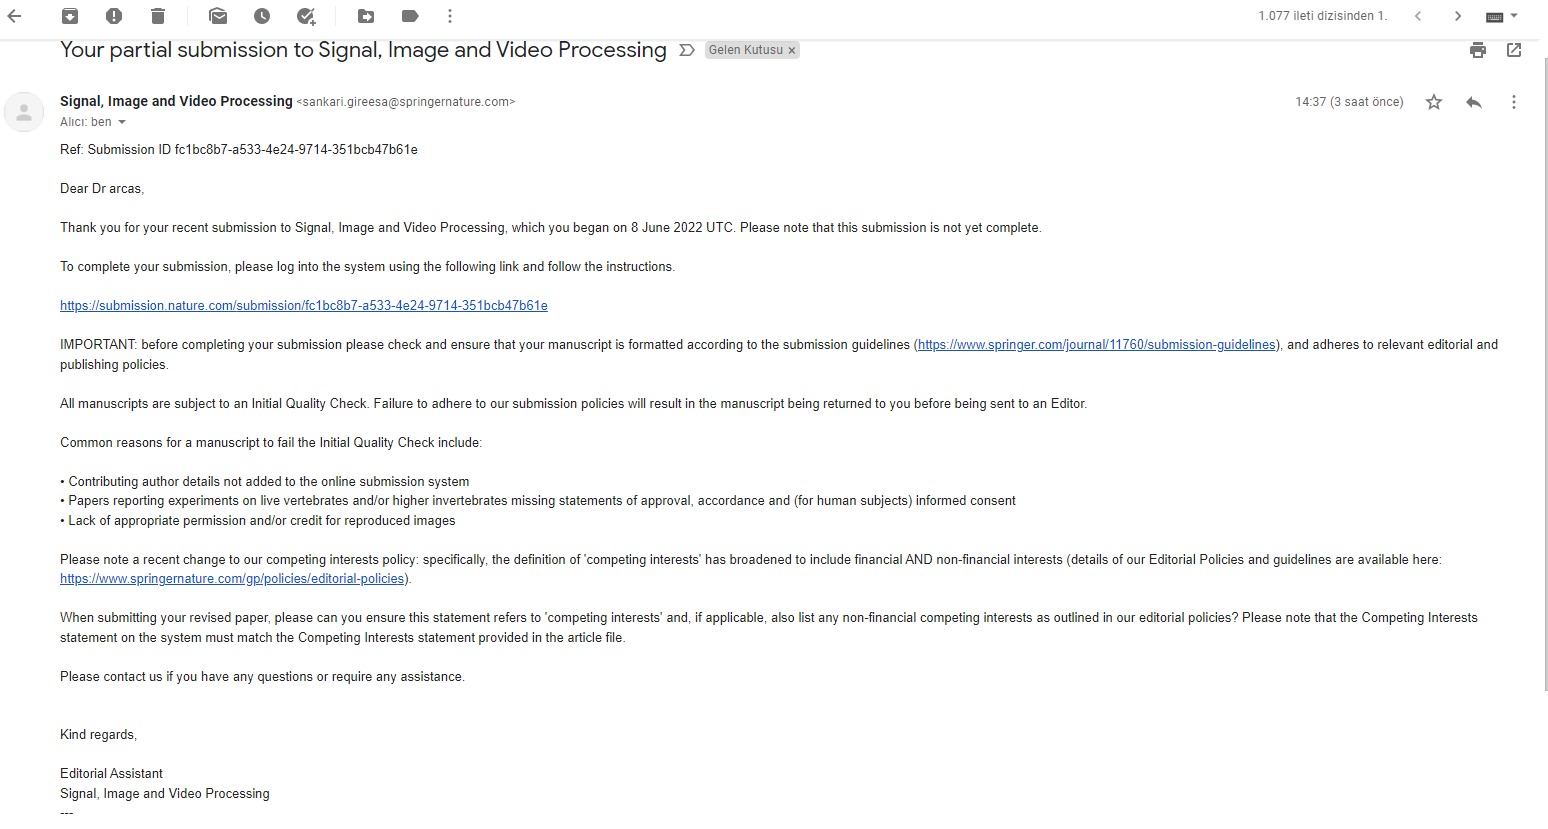 1.077 ileti dizisinden 1.
Your partial submission to Signal, Image and Video Processing Gelen Kutusu x
Signal, Image and Video Processing <sankari.gireesa@springernature.com> 14:37 (3 saat önce)
Alıcı: ben
Ref: Submission ID fc1bc8b7-a533-4e24-9714-351bcb47b61e
Dear Dr arcas,
Thank you for your recent submission to Signal, Image and Video Processing, which you began on 8 June 2022 UTC. Please note that this submission is not yet complete.
To complete your submission, please log into the system using the following link and follow the instructions.
https://submission.nature.com/submission/fc1bc8b7-a533-4e24-9714-351bcb47b61e
IMPORTANT: before completing your submission please check and ensure that your manuscript is formatted according to the submission guidelines (https://www.springer.com/journal/11760/submission-guidelines), and adheres to relevant editorial and
publishing policies.
All manuscripts are subject to an Initial Quality Check. Failure to adhere to our submission policies will result in the manuscript being returned to you before being sent to an Editor.
Common reasons for a manuscript to fail the Initial Quality Check include:
• Contributing author details not added to the online submission system
• Papers reporting experiments on live vertebrates and/or higher invertebrates missing statements of approval, accordance and (for human subjects) informed consent
• Lack of appropriate permission and/or credit for reproduced images
Please note a recent change to our competing interests policy: specifically, the definition of 'competing interests' has broadened to include financial AND non-financial interests (details of our Editorial Policies and guidelines are available here:
https://www.springernature.com/gp/policies/editorial-policies).
When submitting your revised paper, please can you ensure this statement refers to 'competing interests' and, if applicable, also list any non-financial competing interests as outlined in our editorial policies? Please note that the Competing Interests
statement on the system must match the Competing Interests statement provided in the article file.
Please contact us if you have any questions or require any assistance.
Kind regards,
Editorial Assistant
Signal, Image and Video Processing
---